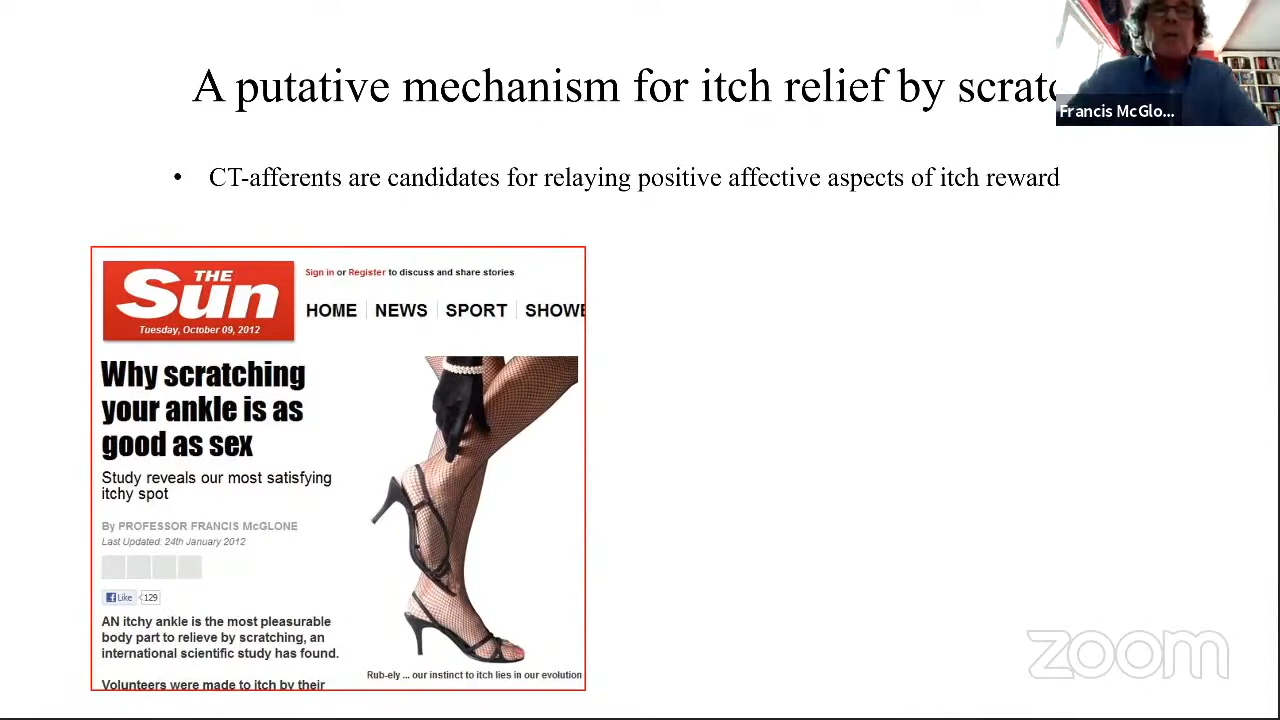 A putative mechanism for itch relief by scratc
Francis McGlo...
• CT-afferents are candidates for relaying positive affective aspects of itch reward
THE
Sun
Tuesday, October 09, 2012
Sign in or Register to discuss and share stories
HOME NEWS SPORT SHOWE
Why scratching
your ankle is as
good as sex
Study reveals our most satisfying
itchy spot
By PROFESSOR FRANCIS McGLONE
Last Updated: 24th January 2012
Like 129
AN itchy ankle is the most pleasurable
body part to relieve by scratching, an
international scientific study has found.
Volunteers were made to itch by their
Rub-ely ... our instinct to itch lies in our evolution
zoom